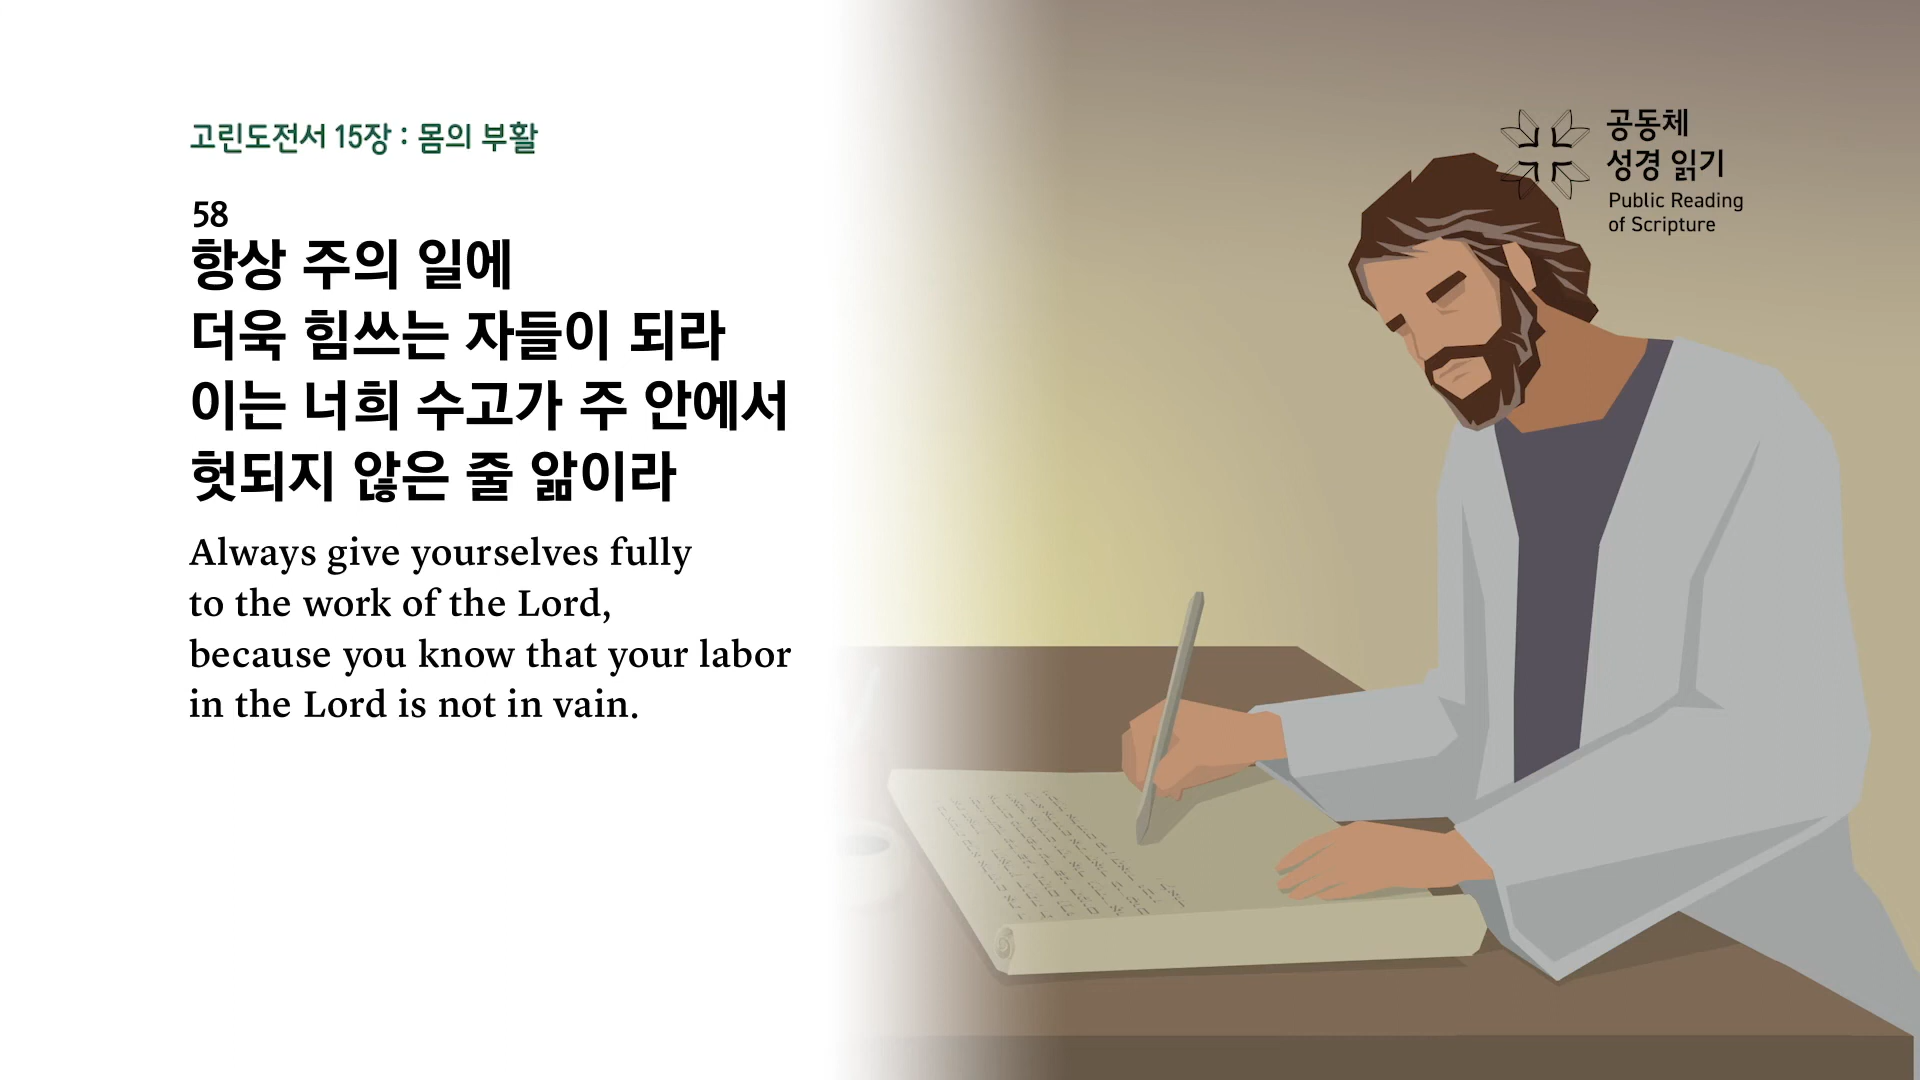 고린도전서 15장 : 몸의 부활
58
항상 주의 일에
더욱 힘쓰는 자들이 되라
이는 너희 수고가 주 안에서
헛되지 않은 줄 앎이라
Always give yourselves fully
to the work of the Lord,
because you know that your labor
in the Lord is not in vain.
공동체
성경 읽기
Public Reading
of Scripture